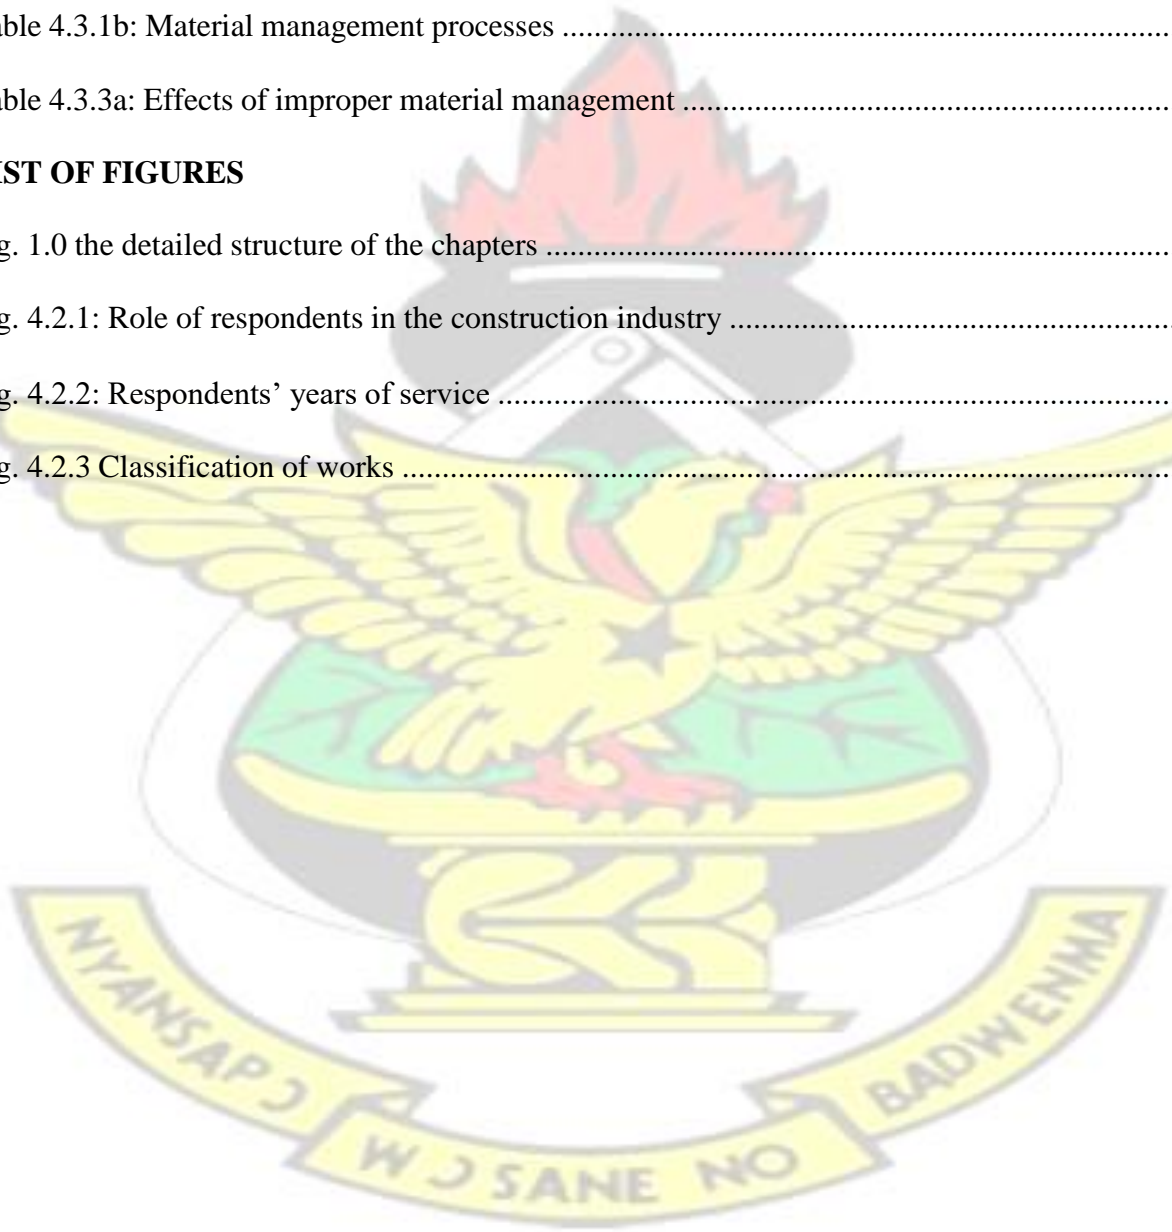 able 4.3.1b: Material management processes ................................................................................
able 4.3.3a: Effects of improper material management ................................................................
IST OF FIGURES
g. 1.0 the detailed structure of the chapters ................................................................................
g. 4.2.1: Role of respondents in the construction industry ..........................................................
g. 4.2.2: Respondents’ years of service ......................................................................................
g. 4.2.3 Classification of works ..................................................................................................
NYANSAPƆ WƆSANE NO BADWENMA